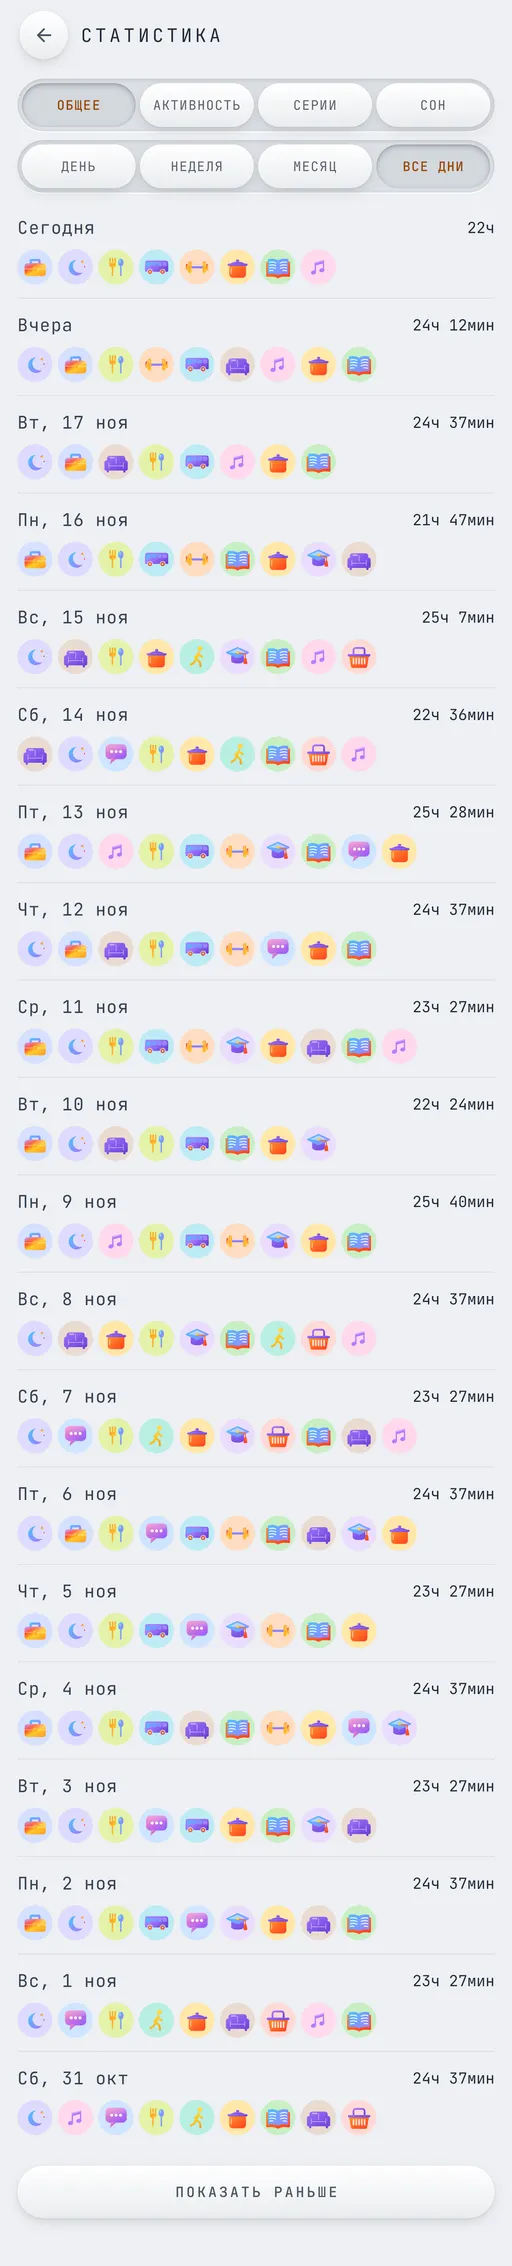 СТАТИСТИКА
ОБЩЕЕ АКТИВНОСТЬ СЕРИИ СОН
ДЕНЬ НЕДЕЛЯ МЕСЯЦ ВСЕ ДНИ
Сегодня 22ч
Вчера 24ч 12мин
Вт, 17 ноя 24ч 37мин
Пн, 16 ноя 21ч 47мин
Вс, 15 ноя 25ч 7мин
Сб, 14 ноя 22ч 36мин
Пт, 13 ноя 25ч 28мин
Чт, 12 ноя 24ч 37мин
Ср, 11 ноя 23ч 27мин
Вт, 10 ноя 22ч 24мин
Пн, 9 ноя 25ч 40мин
Вс, 8 ноя 24ч 37мин
Сб, 7 ноя 23ч 27мин
Пт, 6 ноя 24ч 37мин
Чт, 5 ноя 23ч 27мин
Ср, 4 ноя 24ч 37мин
Вт, 3 ноя 23ч 27мин
Пн, 2 ноя 24ч 37мин
Вс, 1 ноя 23ч 27мин
Сб, 31 окт 24ч 37мин
ПОКАЗАТЬ РАНЬШЕ